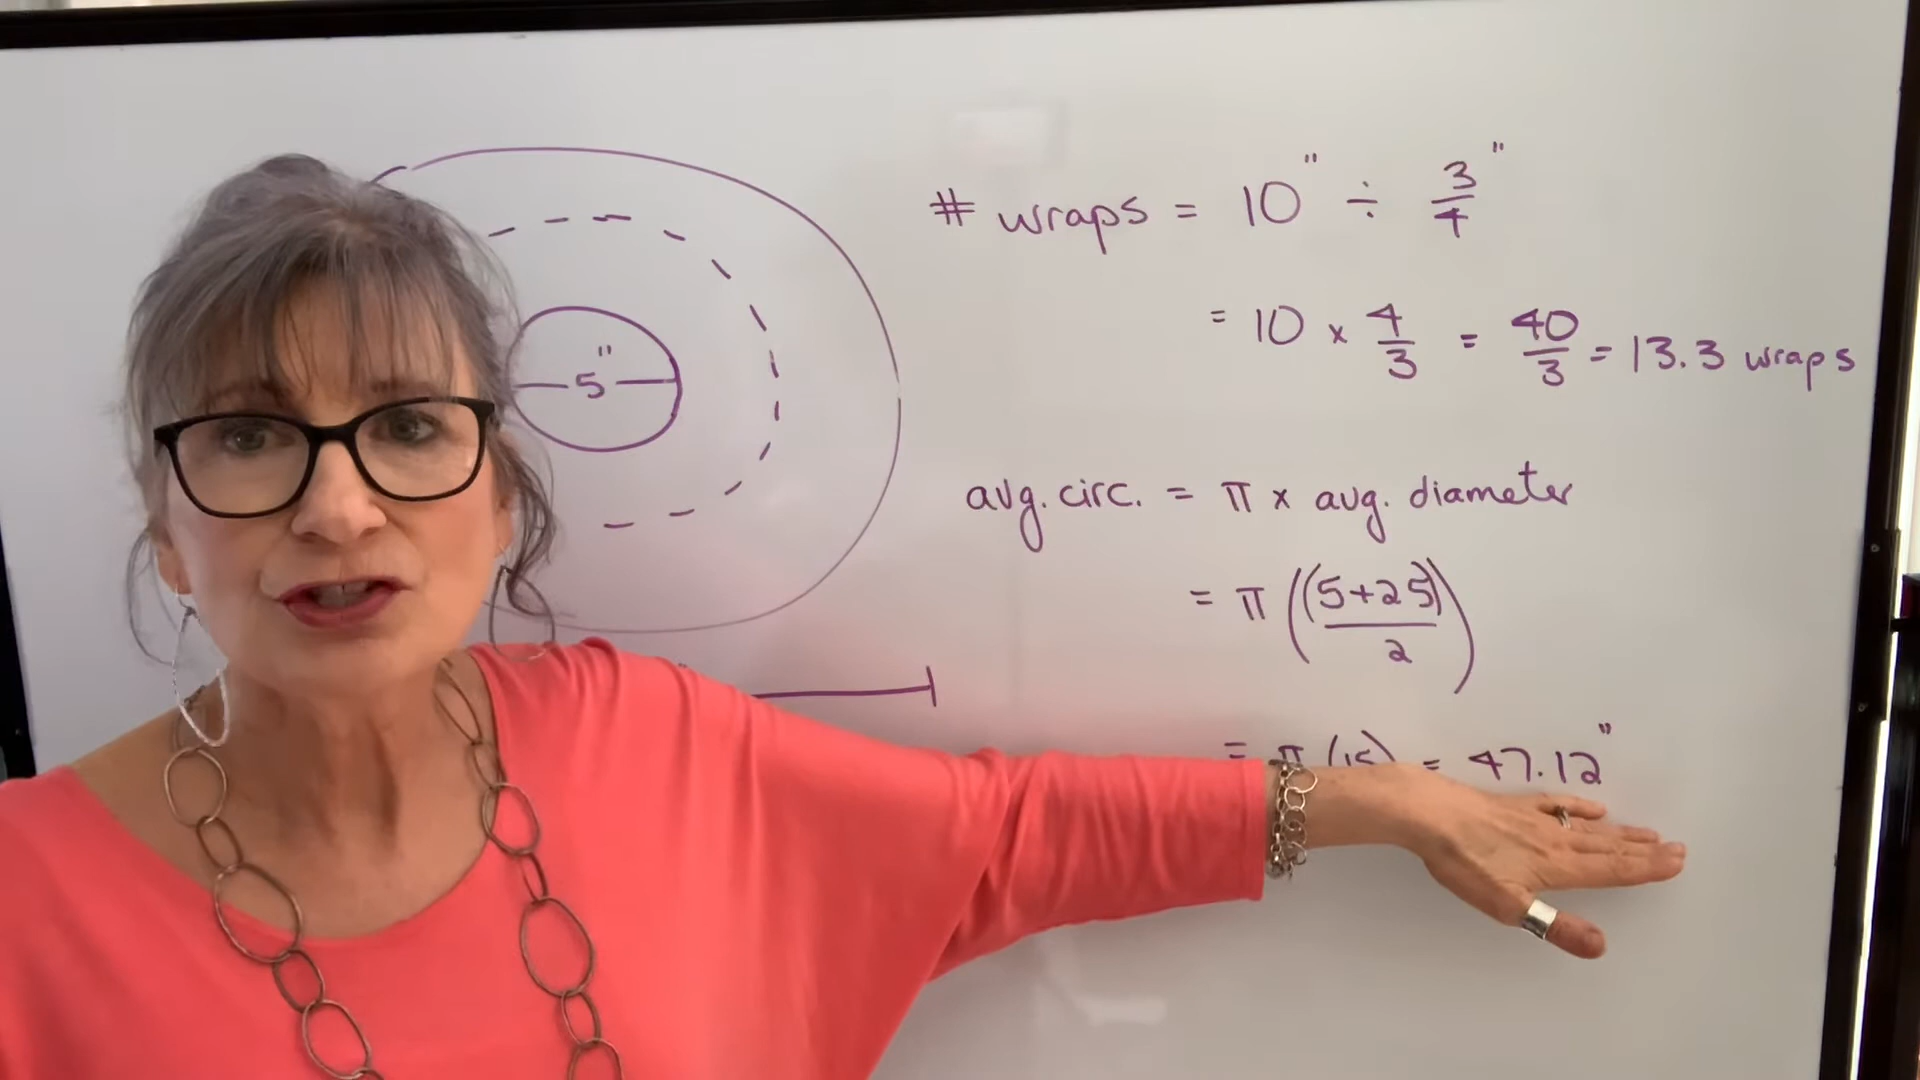 5"
# wraps = 10" ÷ 3/4"
= 10 x 4/3 = 40/3 = 13.3 wraps
avg. circ. = π x avg. diameter
= π ((5+25)/2)
= π (15) = 47.12"